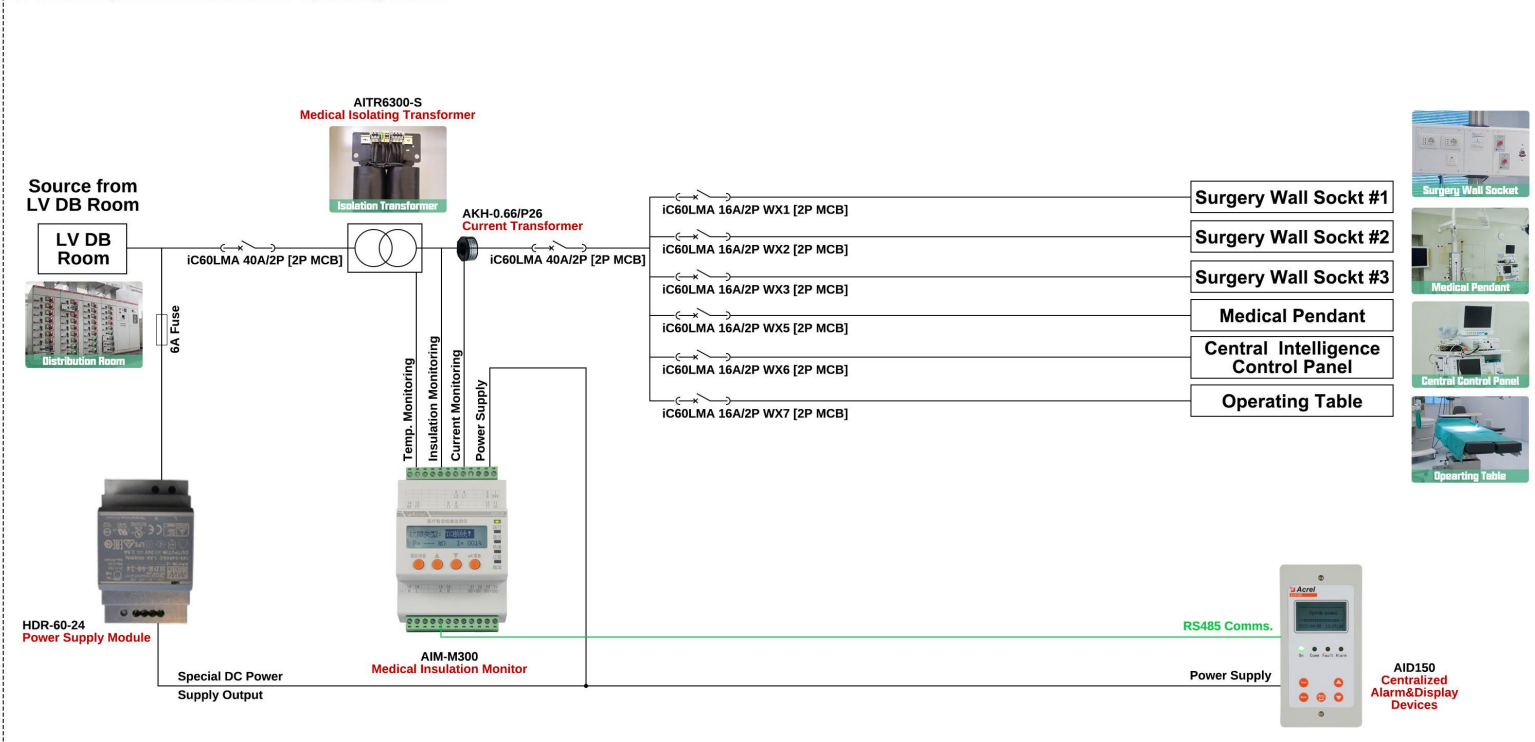 AITR6300-S
Medical Isolating Transformer
Isolation Transformer
Source from
LV DB Room
LV DB
Room
Distribution Room
6A Fuse
iC60LMA 40A/2P [2P MCB]
AKH-0.66/P26
Current Transformer
iC60LMA 40A/2P [2P MCB]
iC60LMA 16A/2P WX1 [2P MCB]
Surgery Wall Sockt #1
iC60LMA 16A/2P WX2 [2P MCB]
Surgery Wall Sockt #2
iC60LMA 16A/2P WX3 [2P MCB]
Surgery Wall Sockt #3
iC60LMA 16A/2P WX5 [2P MCB]
Medical Pendant
iC60LMA 16A/2P WX6 [2P MCB]
Central Intelligence
Control Panel
iC60LMA 16A/2P WX7 [2P MCB]
Operating Table
Surgery Wall Socket
Medical Pendant
Central Control Panel
Opearting Table
Temp. Monitoring
Insulation Monitoring
Current Monitoring
Power Supply
HDR-60-24
Power Supply Module
AIM-M300
Medical Insulation Monitor
Special DC Power
Supply Output
RS485 Comms.
Power Supply
Acrel
On Comm Fault Alarm
AID150
Centralized
Alarm&Display
Devices